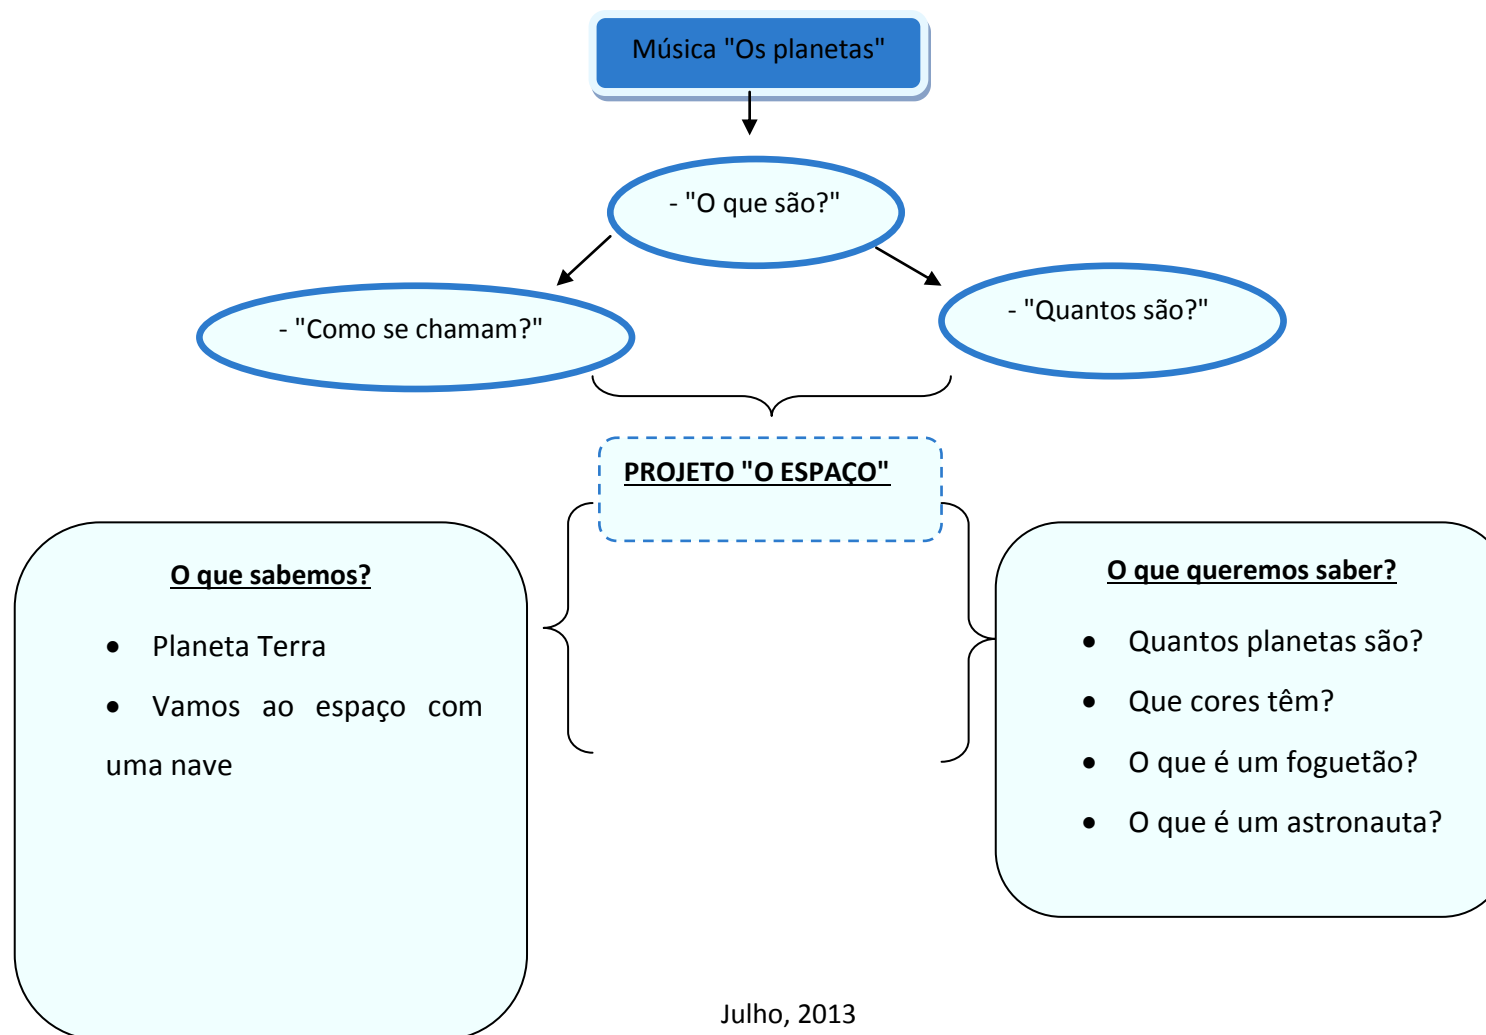 Música "Os planetas"
- "O que são?"
- "Como se chamam?"
- "Quantos são?"
PROJETO "O ESPAÇO"
O que sabemos?
• Planeta Terra
• Vamos ao espaço com
uma nave
O que queremos saber?
• Quantos planetas são?
• Que cores têm?
• O que é um foguetão?
• O que é um astronauta?
Julho, 2013